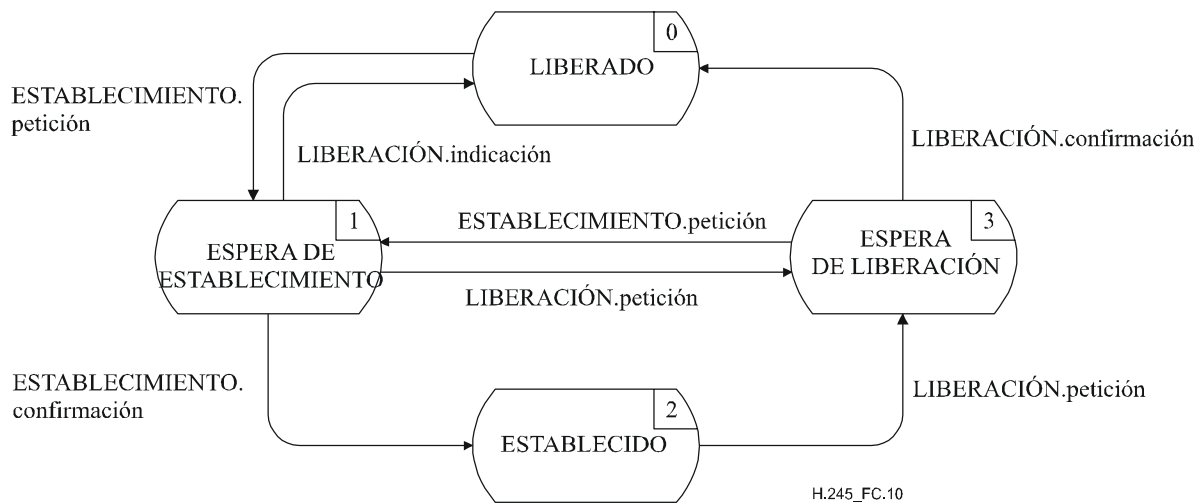 0
LIBERADO
ESTABLECIMIENTO.
petición
LIBERACIÓN.indicación
LIBERACIÓN.confirmación
1
ESPERA DE
ESTABLECIMIENTO
ESTABLECIMIENTO.petición
LIBERACIÓN.petición
3
ESPERA
DE LIBERACIÓN
ESTABLECIMIENTO.
confirmación
2
ESTABLECIDO
LIBERACIÓN.petición
H.245_FC.10